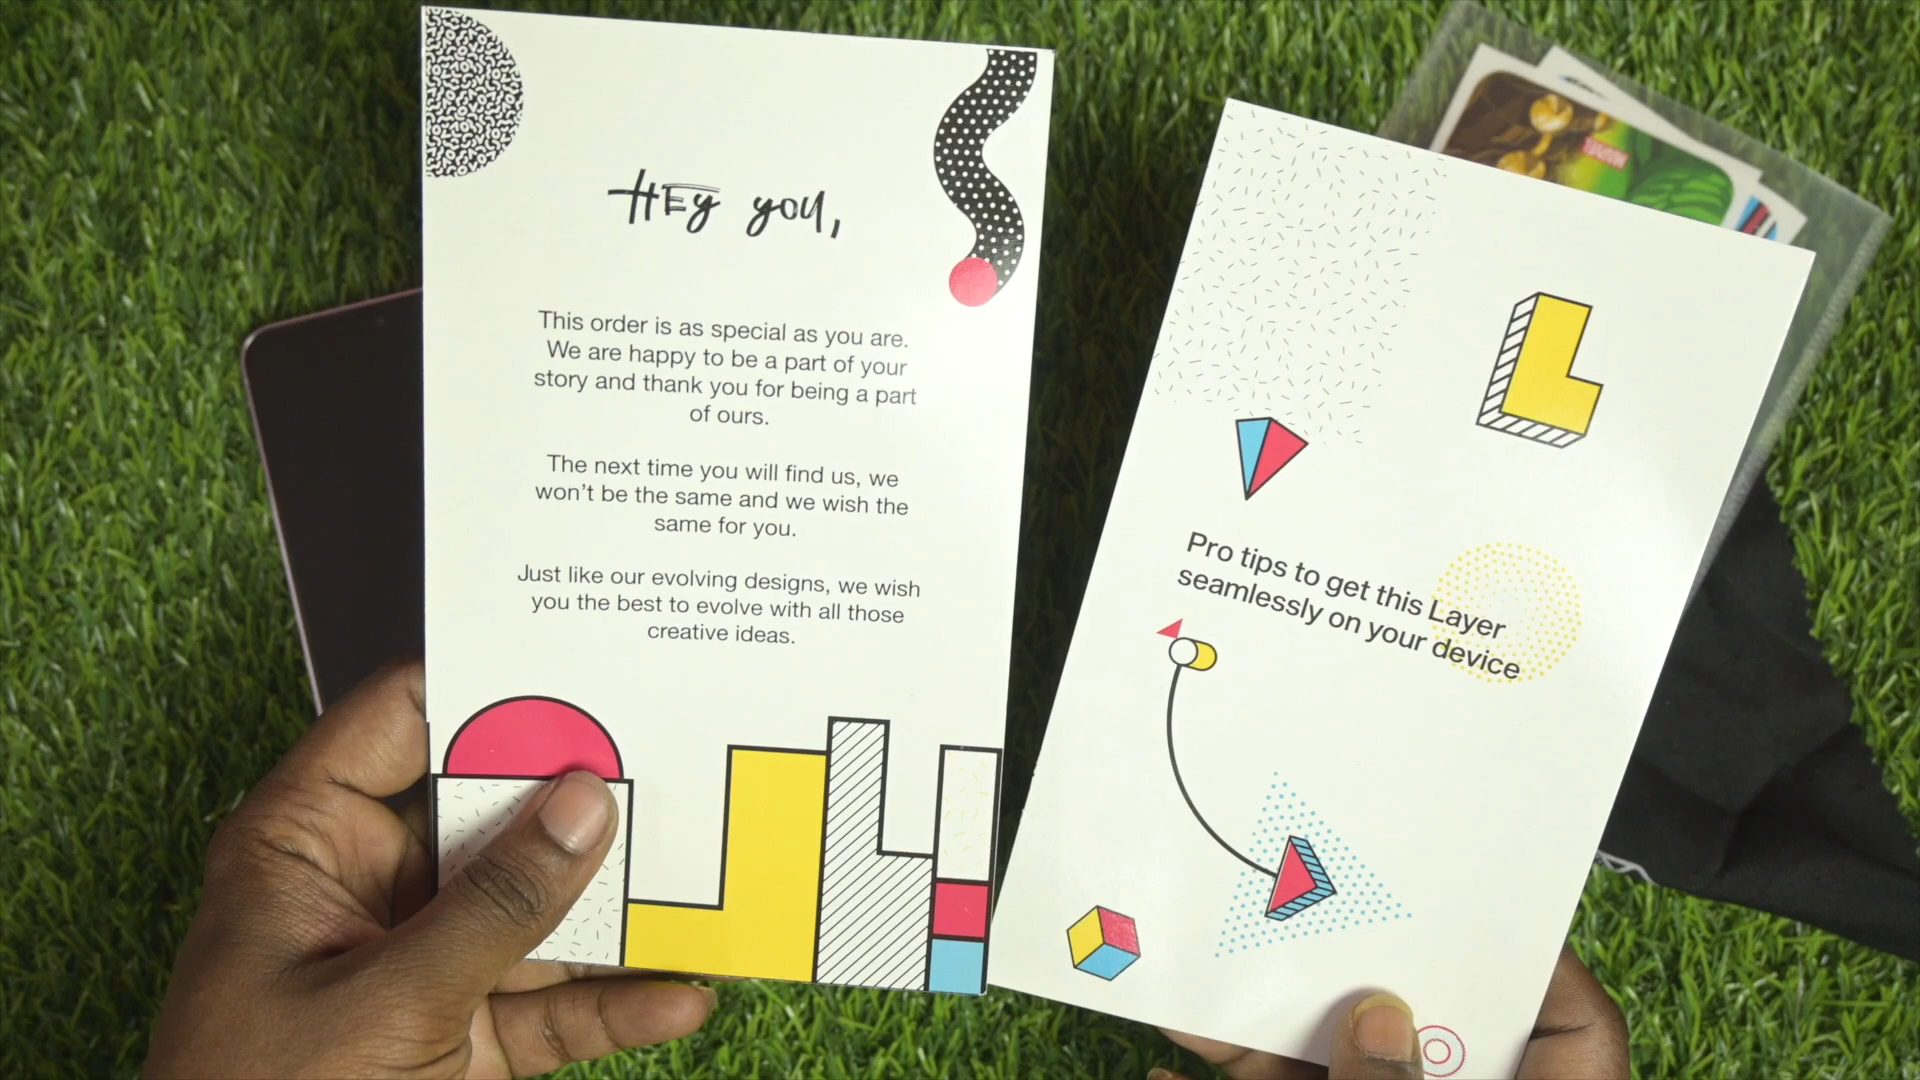 HEy you,
This order is as special as you are.
We are happy to be a part of your
story and thank you for being a part
of ours.
The next time you will find us, we
won't be the same and we wish the
same for you.
Just like our evolving designs, we wish
you the best to evolve with all those
creative ideas.
Pro tips to get this Layer
seamlessly on your device
MARVEL